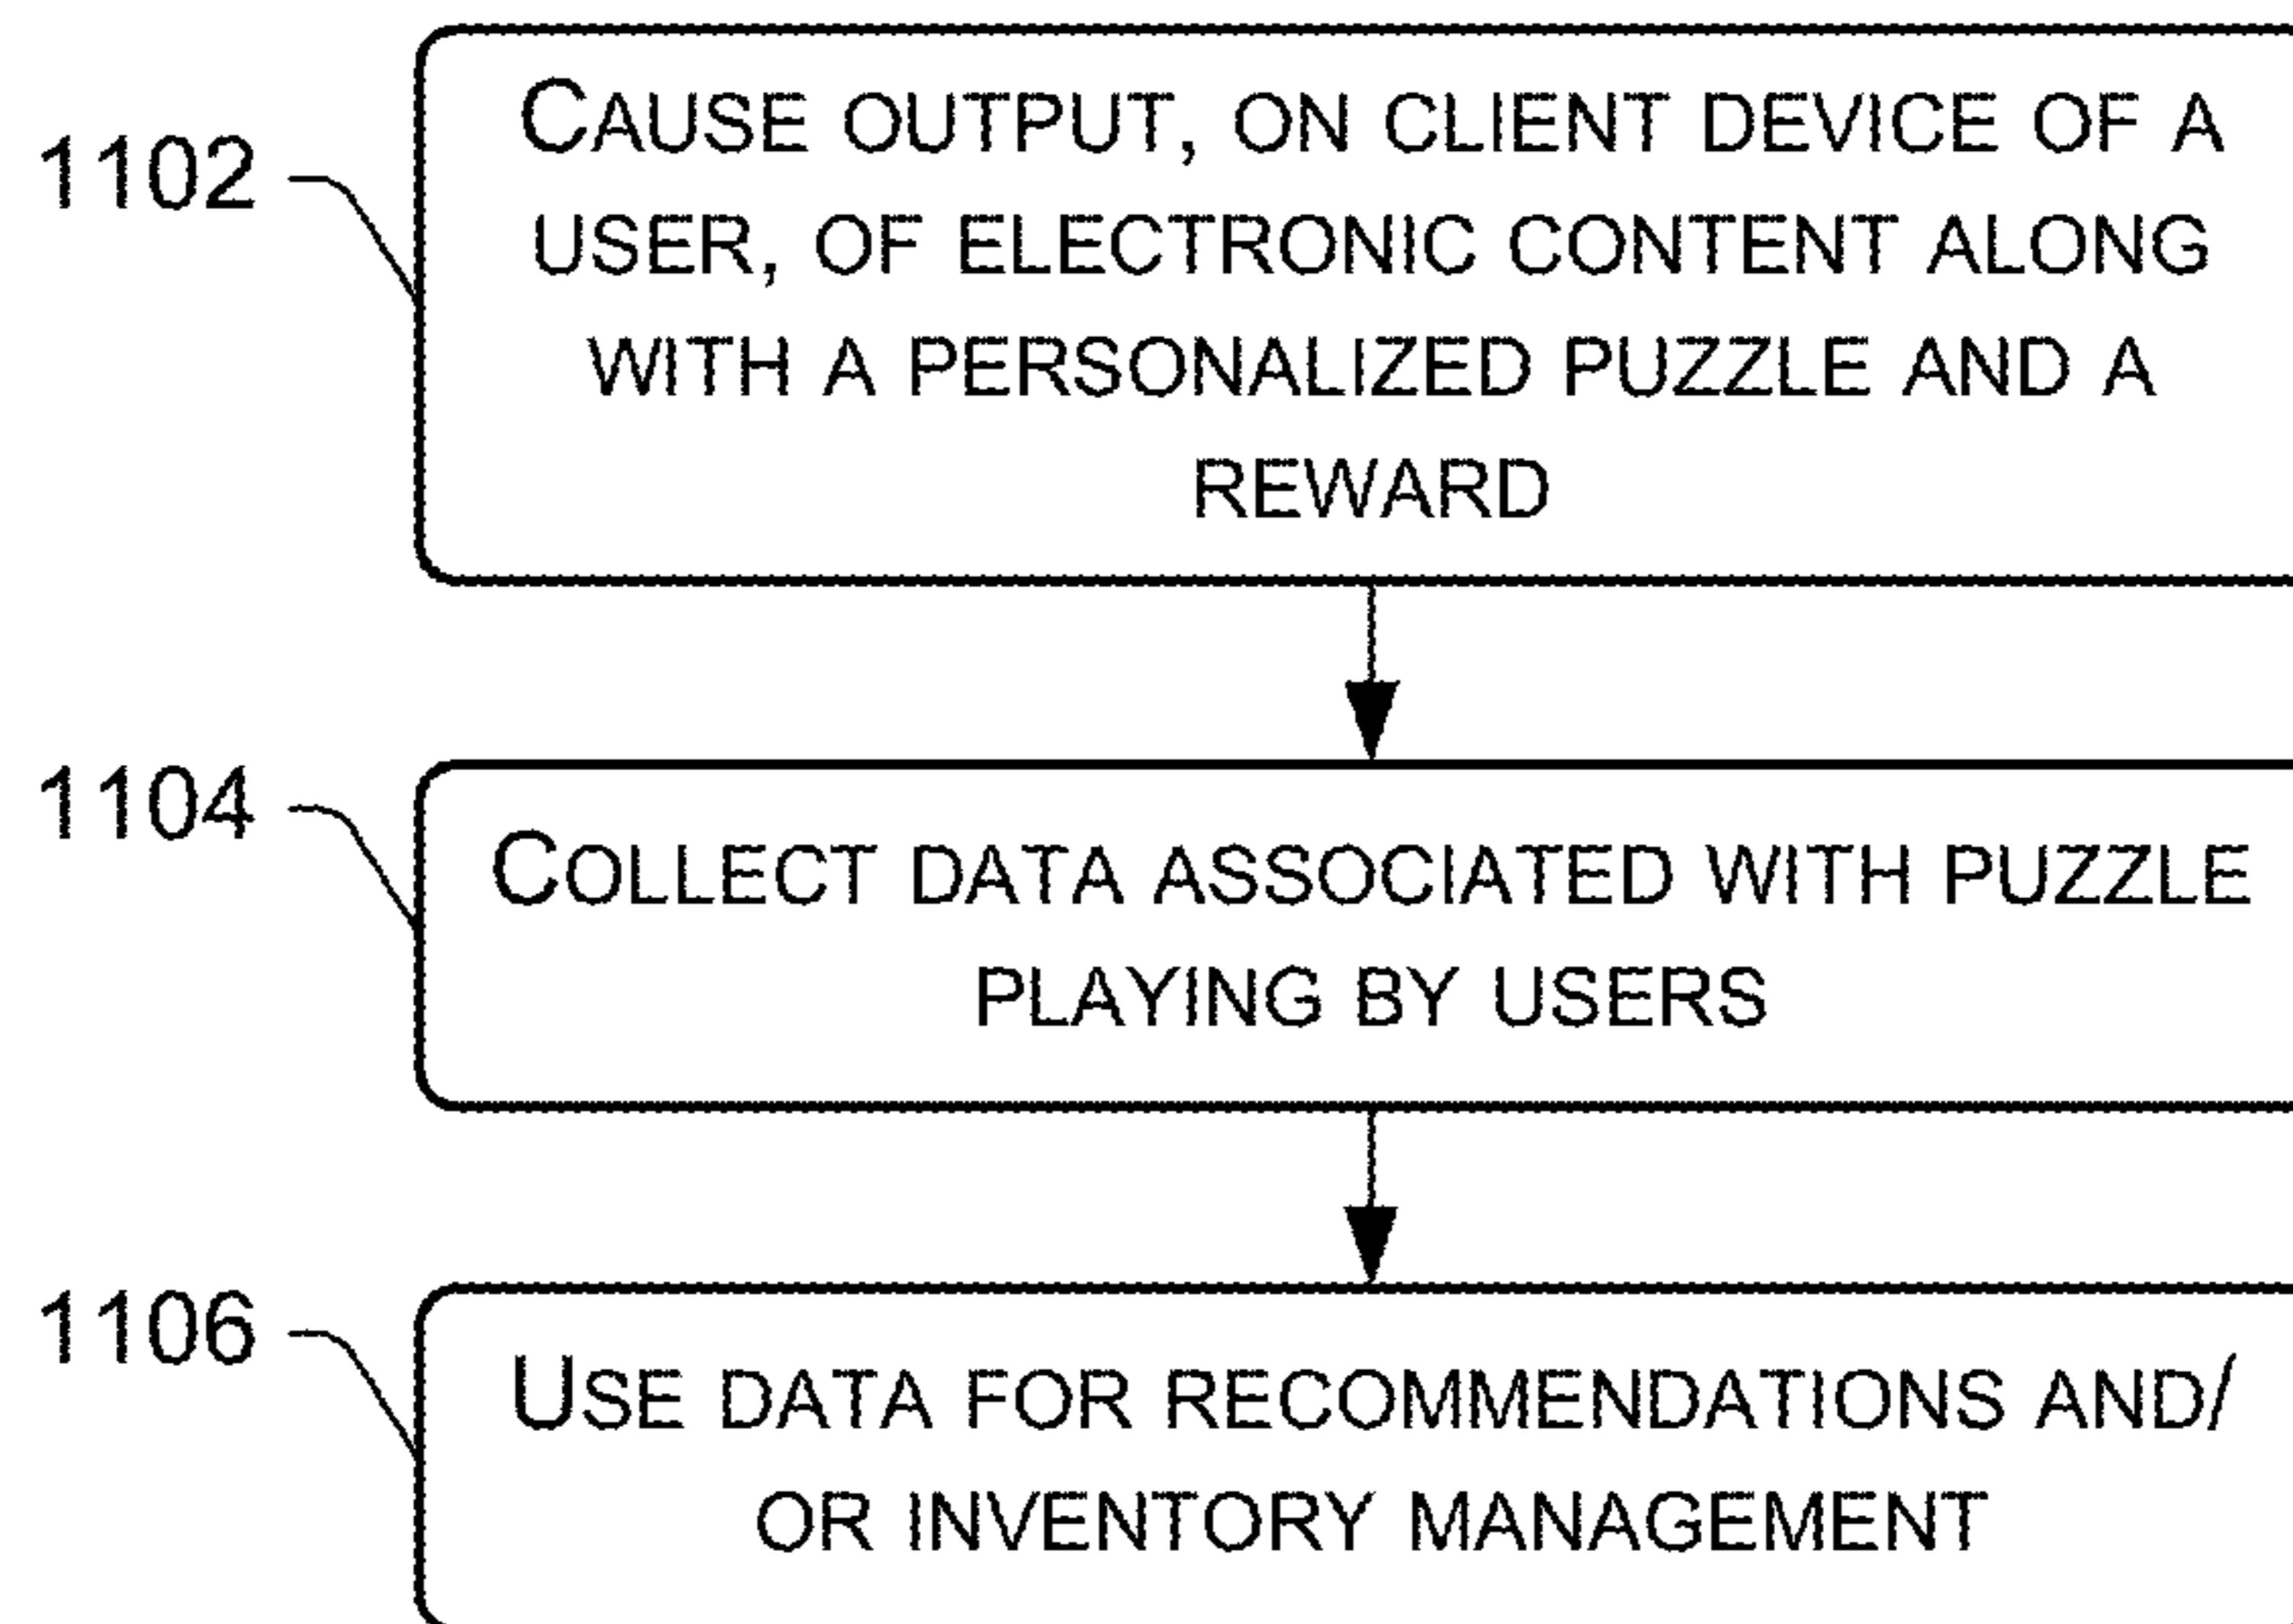 1102
CAUSE OUTPUT, ON CLIENT DEVICE OF A
USER, OF ELECTRONIC CONTENT ALONG
WITH A PERSONALIZED PUZZLE AND A
REWARD
1104
COLLECT DATA ASSOCIATED WITH PUZZLE
PLAYING BY USERS
1106
USE DATA FOR RECOMMENDATIONS AND/
OR INVENTORY MANAGEMENT